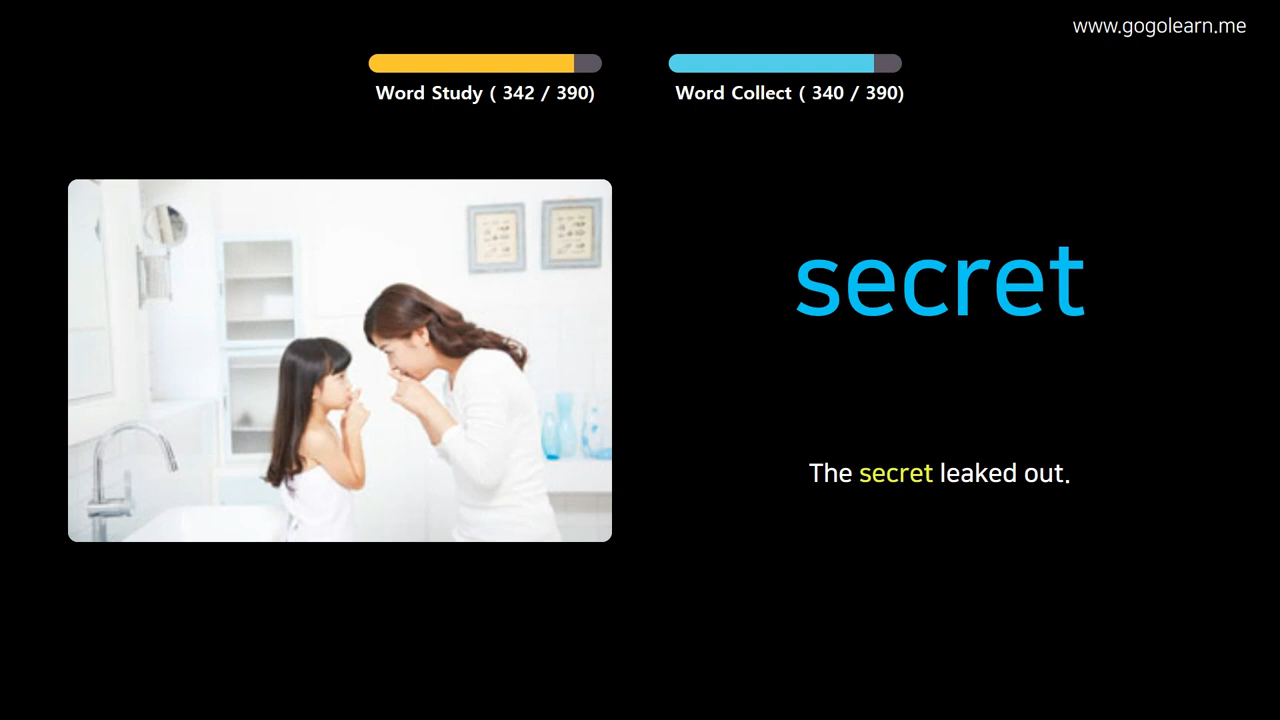 www.gogolearn.me
Word Study ( 342 / 390)
Word Collect ( 340 / 390)
secret
The secret leaked out.